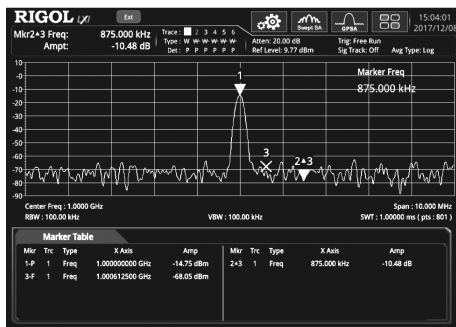 RIGOL LXI Ext Swept SA GPSA 15:04:01
2017/12/08
Mkr2▲3 Freq: 875.000 kHz
Ampt: -10.48 dB
Trace: 1 2 3 4 5 6
Type: W W W W W W
Det: P P P P P P
Atten: 20.00 dB Trig: Free Run
Ref Level: 9.77 dBm Sig Track: Off Avg Type: Log
10
0
-10
-20
-30
-40
-50
-60
-70
-80
-90
1
3
2▲3
Marker Freq
875.000 kHz
Center Freq : 1.0000 GHz Span : 10.000 MHz
RBW : 100.00 kHz VBW : 100.00 kHz SWT : 1.00000 ms ( pts : 801 )
Marker Table
Mkr Trc Type X Axis Amp Mkr Trc Type X Axis Amp
1-P 1 Freq 1.000000000 GHz -14.75 dBm 2▲3 1 Freq 875.000 kHz -10.48 dB
3-F 1 Freq 1.000612500 GHz -68.05 dBm